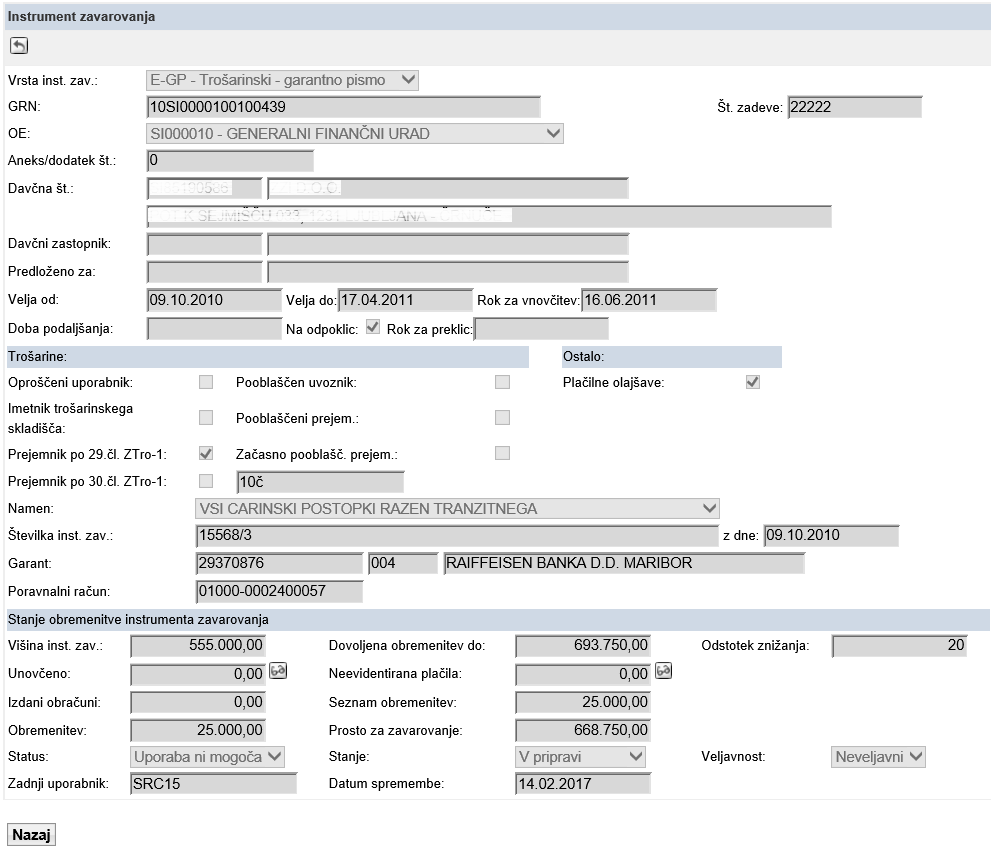 Instrument zavarovanja
Vrsta inst. zav.: E-GP - Trošarinski - garantno pismo
GRN: 10SI0000100100439 Št. zadeve: 22222
OE: SI000010 - GENERALNI FINANČNI URAD
Aneks/dodatek št.: 0
Davčna št.: D.O.O.
K SEJMIŠČU
Davčni zastopnik:
Predloženo za:
Velja od: 09.10.2010 Velja do: 17.04.2011 Rok za vnovčitev: 16.06.2011
Doba podaljšanja: Na odpoklic: Rok za preklic:
Trošarine: Ostalo:
Oproščeni uporabnik: Pooblaščen uvoznik: Plačilne olajšave:
Imetnik trošarinskega
skladišča: Pooblaščeni prejem.:
Prejemnik po 29.čl. ZTro-1: Začasno pooblašč. prejem.:
Prejemnik po 30.čl. ZTro-1: 10č
Namen: VSI CARINSKI POSTOPKI RAZEN TRANZITNEGA
Številka inst. zav.: 15568/3 z dne: 09.10.2010
Garant: 29370876 004 RAIFFEISEN BANKA D.D. MARIBOR
Poravnalni račun: 01000-0002400057
Stanje obremenitve instrumenta zavarovanja
Višina inst. zav.: 555.000,00 Dovoljena obremenitev do: 693.750,00 Odstotek znižanja: 20
Unovčeno: 0,00 Neevidentirana plačila: 0,00
Izdani obračuni: 0,00 Seznam obremenitev: 25.000,00
Obremenitev: 25.000,00 Prosto za zavarovanje: 668.750,00
Status: Uporaba ni mogoča Stanje: V pripravi Veljavnost: Neveljavni
Zadnji uporabnik: SRC15 Datum spremembe: 14.02.2017
Nazaj